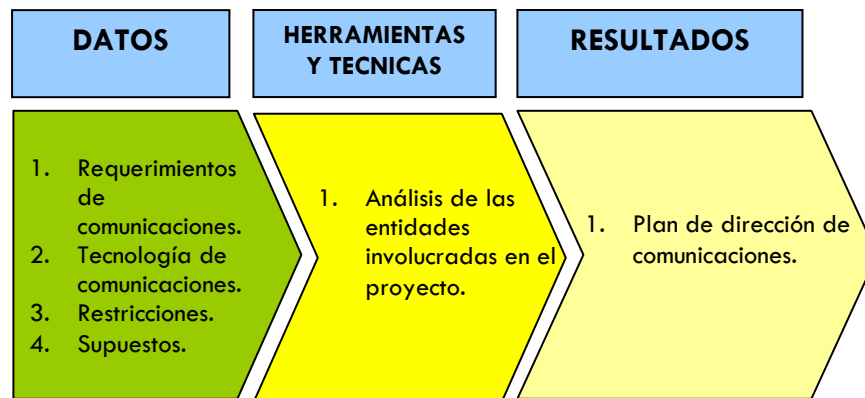 DATOS
HERRAMIENTAS
Y TECNICAS
RESULTADOS
1. Requerimientos
de
comunicaciones.
2. Tecnología de
comunicaciones.
3. Restricciones.
4. Supuestos.
1. Análisis de las
entidades
involucradas en el
proyecto.
1. Plan de dirección de
comunicaciones.